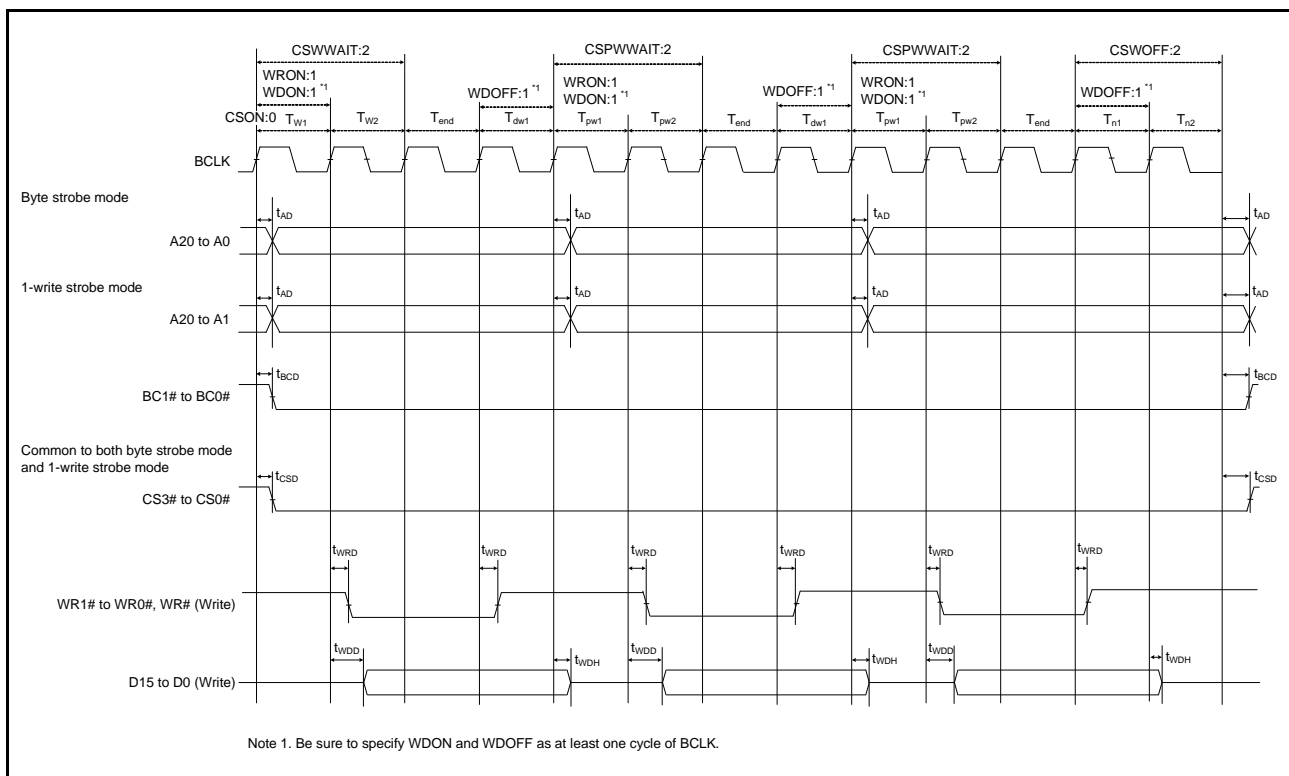 CSWWAIT:2 CSPWWAIT:2 CSPWWAIT:2 CSWOFF:2
WRON:1 WRON:1 WRON:1
WDON:1 *1 WDOFF:1 *1 WDON:1 *1 WDOFF:1 *1 WDON:1 *1 WDOFF:1 *1
CSON:0 TW1 TW2 Tend Tdw1 Tpw1 Tpw2 Tend Tdw1 Tpw1 Tpw2 Tend Tn1 Tn2
BCLK
Byte strobe mode
tAD tAD tAD tAD
A20 to A0
1-write strobe mode
tAD tAD tAD tAD
A20 to A1
tBCD tBCD
BC1# to BC0#
Common to both byte strobe mode
and 1-write strobe mode
tCSD tCSD
CS3# to CS0#
tWRD tWRD tWRD tWRD tWRD tWRD
WR1# to WR0#, WR# (Write)
tWDD tWDH tWDD tWDH tWDD tWDH
D15 to D0 (Write)
Note 1. Be sure to specify WDON and WDOFF as at least one cycle of BCLK.